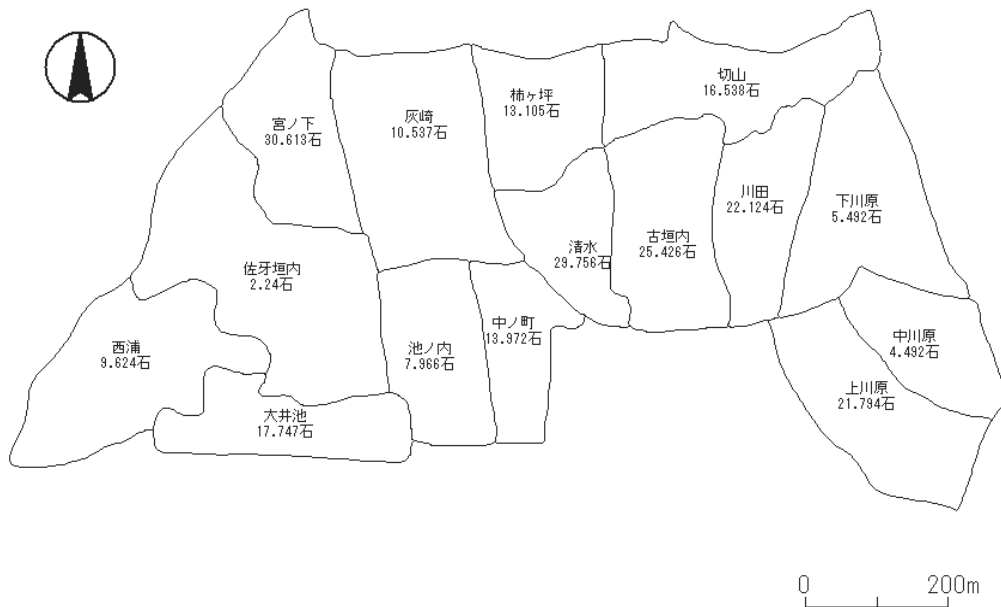 切山
16.538石
柿ヶ坪
13.105石
灰崎
10.537石
宮ノ下
30.613石
川田
22.124石
下川原
5.492石
古垣内
25.426石
清水
29.756石
佐牙垣内
2.24石
中ノ町
13.972石
中川原
4.492石
西浦
9.624石
池ノ内
7.966石
上川原
21.794石
大井池
17.747石
0 200m